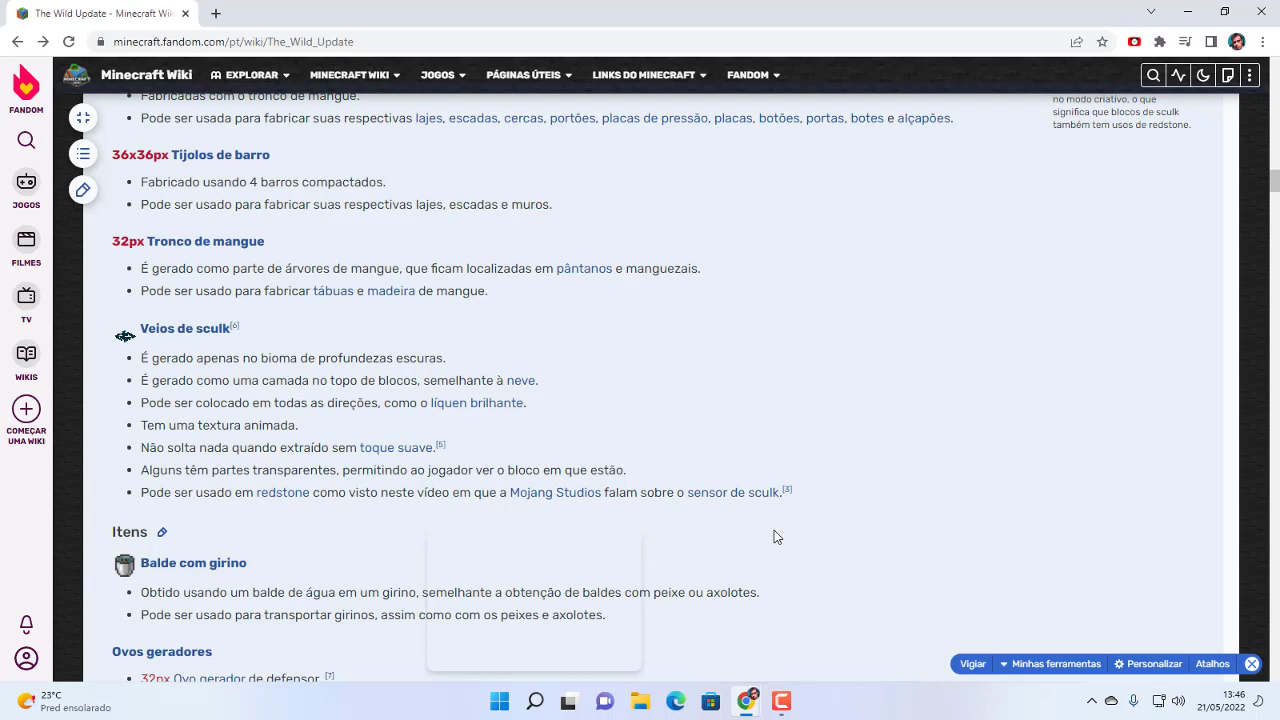 The Wild Update - Minecraft Wik
minecraft.fandom.com/pt/wiki/The_Wild_Update
FANDOM
JOGOS
FILMES
TV
WIKIS
COMEÇAR
UMA WIKI
Minecraft Wiki
EXPLORAR
MINECRAFT WIKI
JOGOS
PÁGINAS ÚTEIS
LINKS DO MINECRAFT
FANDOM
Fabricadas com o tronco de mangue.
Pode ser usada para fabricar suas respectivas lajes, escadas, cercas, portões, placas de pressão, placas, botões, portas, botes e alçapões.
no modo criativo, o que
significa que blocos de sculk
também tem usos de redstone.
36x36px Tijolos de barro
Fabricado usando 4 barros compactados.
Pode ser usado para fabricar suas respectivas lajes, escadas e muros.
32px Tronco de mangue
É gerado como parte de árvores de mangue, que ficam localizadas em pântanos e manguezais.
Pode ser usado para fabricar tábuas e madeira de mangue.
Veios de sculk[6]
É gerado apenas no bioma de profundezas escuras.
É gerado como uma camada no topo de blocos, semelhante à neve.
Pode ser colocado em todas as direções, como o líquen brilhante.
Tem uma textura animada.
Não solta nada quando extraído sem toque suave.[5]
Alguns têm partes transparentes, permitindo ao jogador ver o bloco em que estão.
Pode ser usado em redstone como visto neste vídeo em que a Mojang Studios falam sobre o sensor de sculk.[3]
Itens
Balde com girino
Obtido usando um balde de água em um girino, semelhante a obtenção de baldes com peixe ou axolotes.
Pode ser usado para transportar girinos, assim como com os peixes e axolotes.
Ovos geradores
32px Ovo gerador de defensor.[7]
Vigiar
Minhas ferramentas
Personalizar
Atalhos
23°C
Pred ensolarado
13:46
21/05/2022